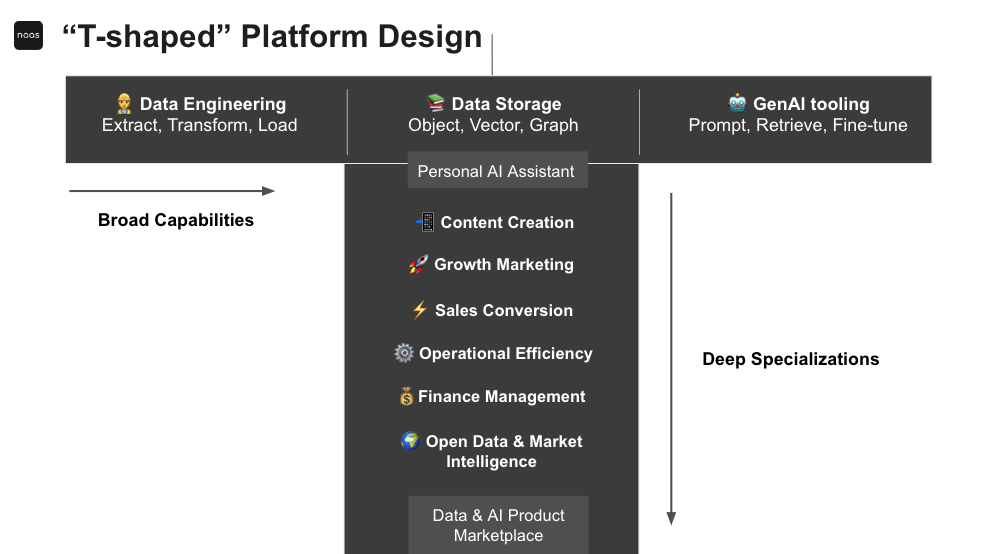 naas
“T-shaped” Platform Design
Data Engineering
Extract, Transform, Load
Data Storage
Object, Vector, Graph
GenAI tooling
Prompt, Retrieve, Fine-tune
Personal AI Assistant
Broad Capabilities
Content Creation
Growth Marketing
Sales Conversion
Operational Efficiency
Deep Specializations
Finance Management
Open Data & Market
Intelligence
Data & AI Product
Marketplace